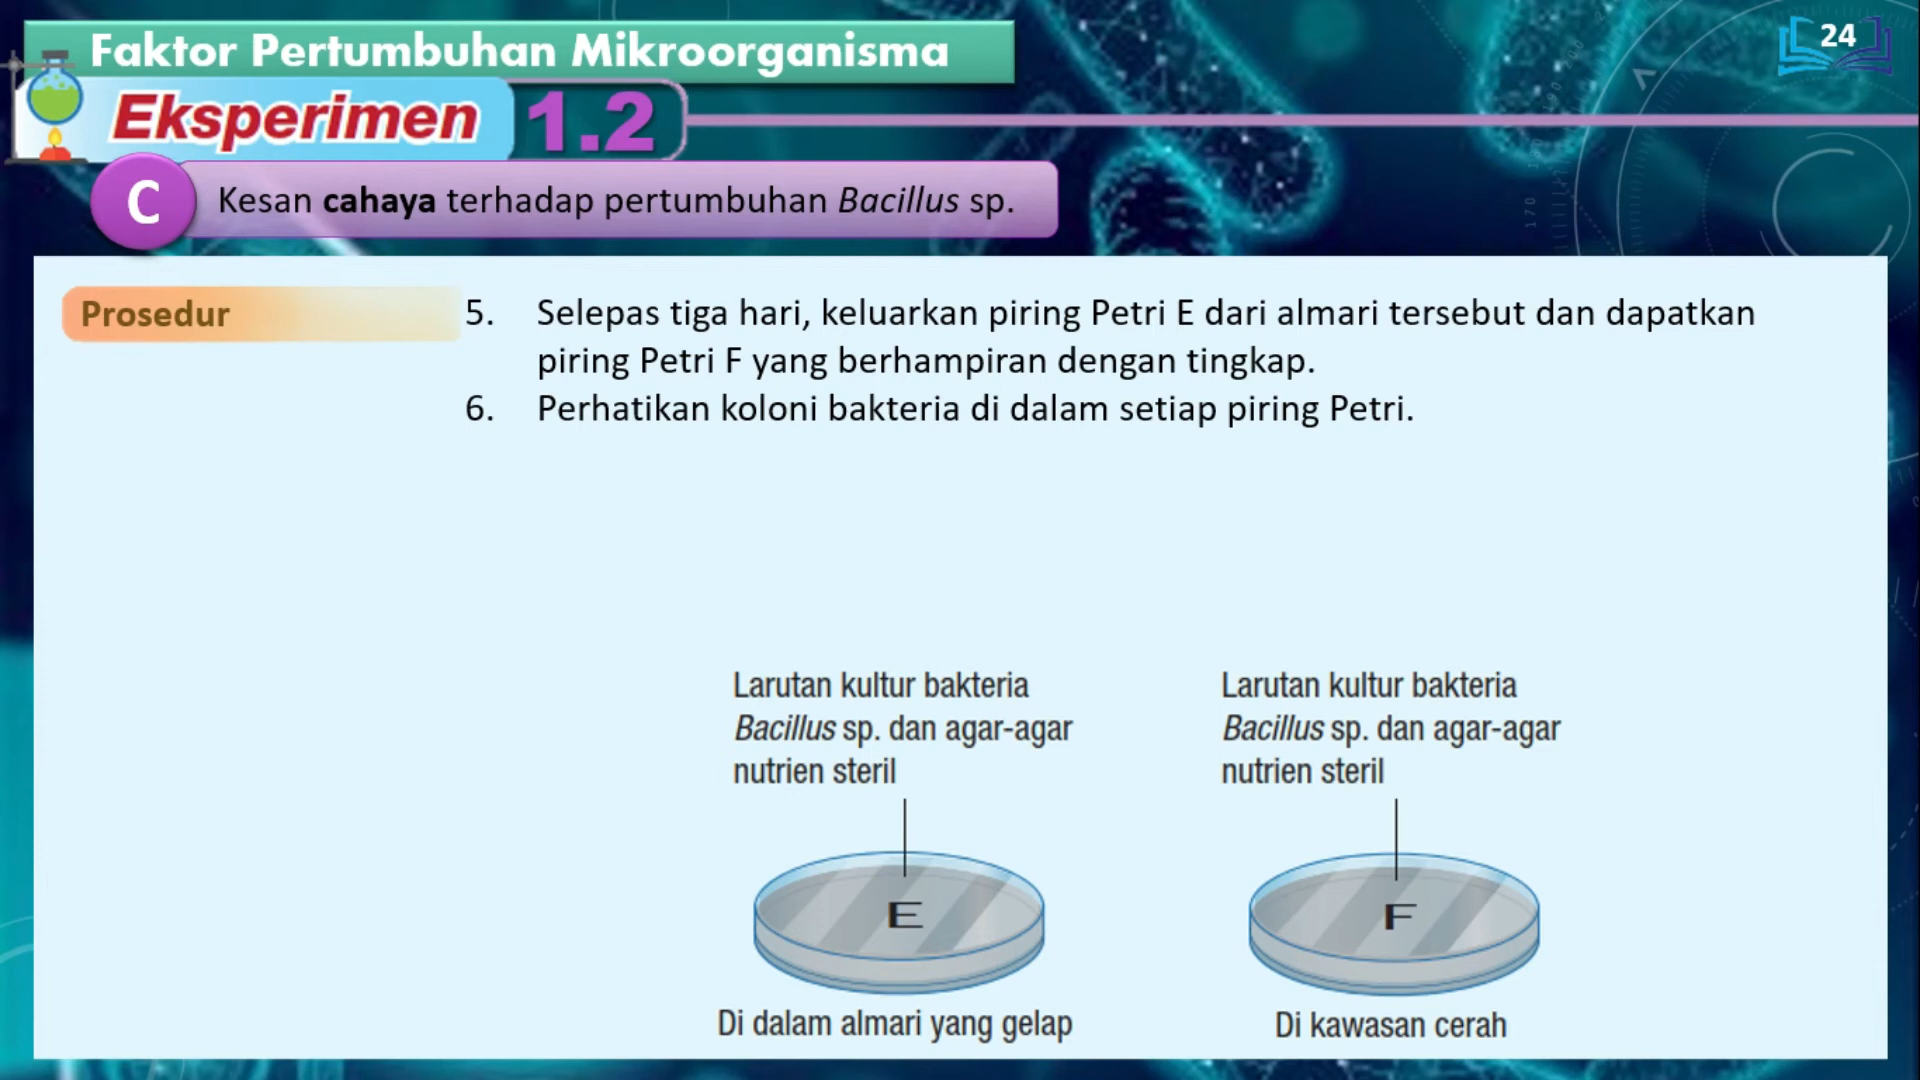 Faktor Pertumbuhan Mikroorganisma
24
Eksperimen 1.2
C Kesan cahaya terhadap pertumbuhan Bacillus sp.
Prosedur
5. Selepas tiga hari, keluarkan piring Petri E dari almari tersebut dan dapatkan
piring Petri F yang berhampiran dengan tingkap.
6. Perhatikan koloni bakteria di dalam setiap piring Petri.
Larutan kultur bakteria
Bacillus sp. dan agar-agar
nutrien steril
E
Di dalam almari yang gelap
Larutan kultur bakteria
Bacillus sp. dan agar-agar
nutrien steril
F
Di kawasan cerah